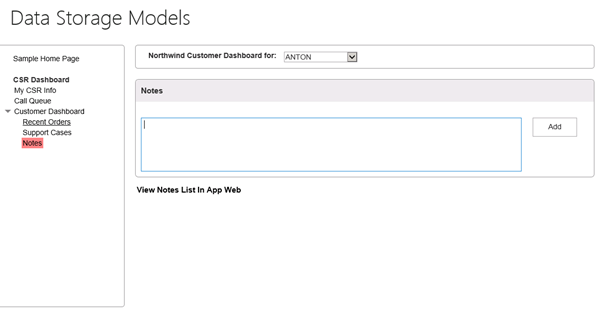 Data Storage Models
Sample Home Page
CSR Dashboard
My CSR Info
Call Queue
Customer Dashboard
Recent Orders
Support Cases
Notes
Northwind Customer Dashboard for: ANTON
Notes
Add
View Notes List In App Web